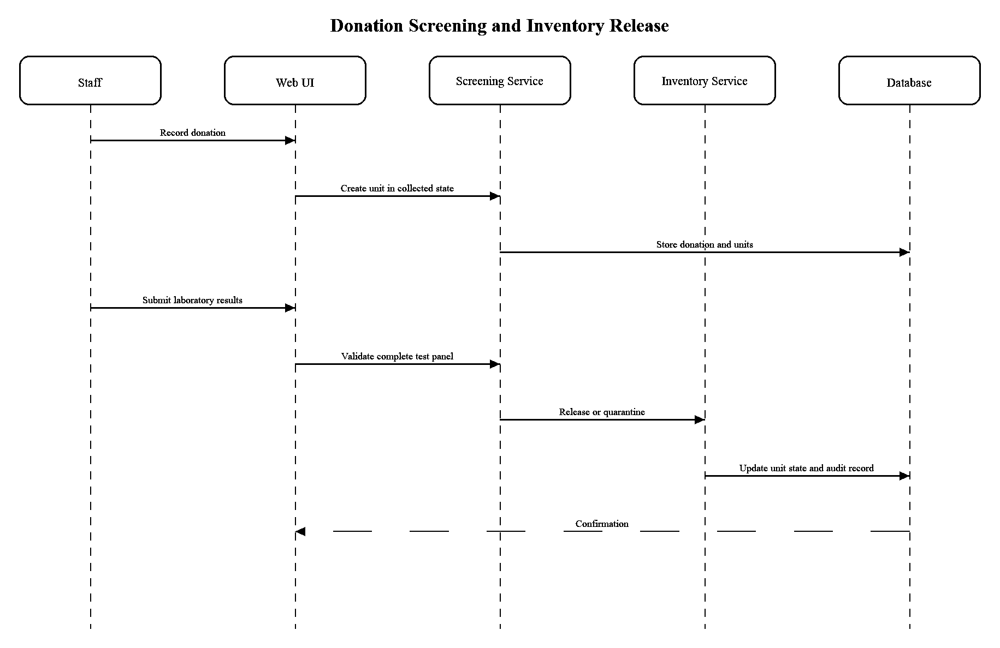 Donation Screening and Inventory Release
Staff
Web UI
Screening Service
Inventory Service
Database
Record donation
Create unit in collected state
Store donation and units
Submit laboratory results
Validate complete test panel
Release or quarantine
Update unit state and audit record
Confirmation